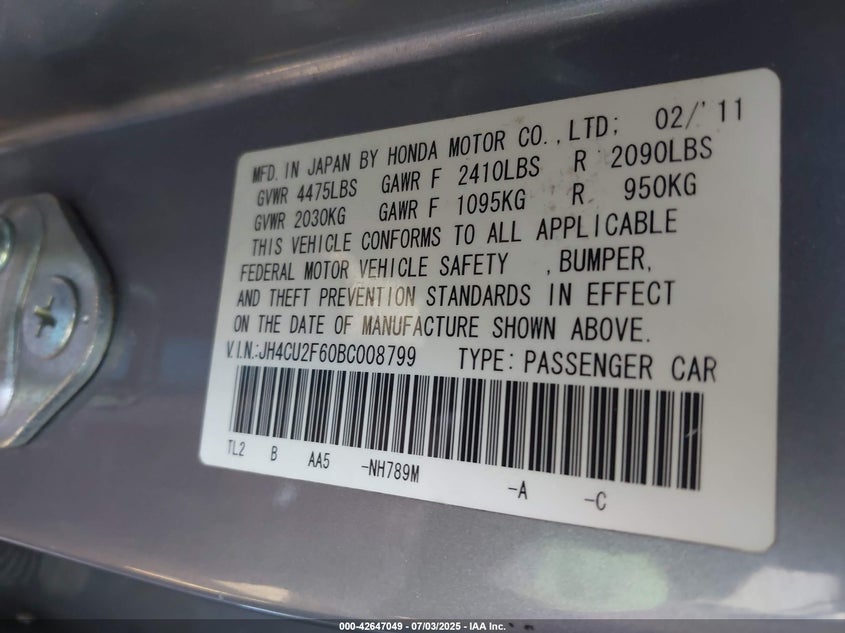 MFD. IN JAPAN BY HONDA MOTOR CO., LTD; 02/'11
GVWR 4475LBS GAWR F 2410LBS R 2090LBS
GVWR 2030KG GAWR F 1095KG R 950KG
THIS VEHICLE CONFORMS TO ALL APPLICABLE
FEDERAL MOTOR VEHICLE SAFETY , BUMPER,
AND THEFT PREVENTION STANDARDS IN EFFECT
ON THE DATE OF MANUFACTURE SHOWN ABOVE.
V.I.N.:JH4CU2F60BC008799 TYPE: PASSENGER CAR
TL2 B AA5 -NH789M -A -C
000-42647049 - 07/03/2025 - IAA Inc.